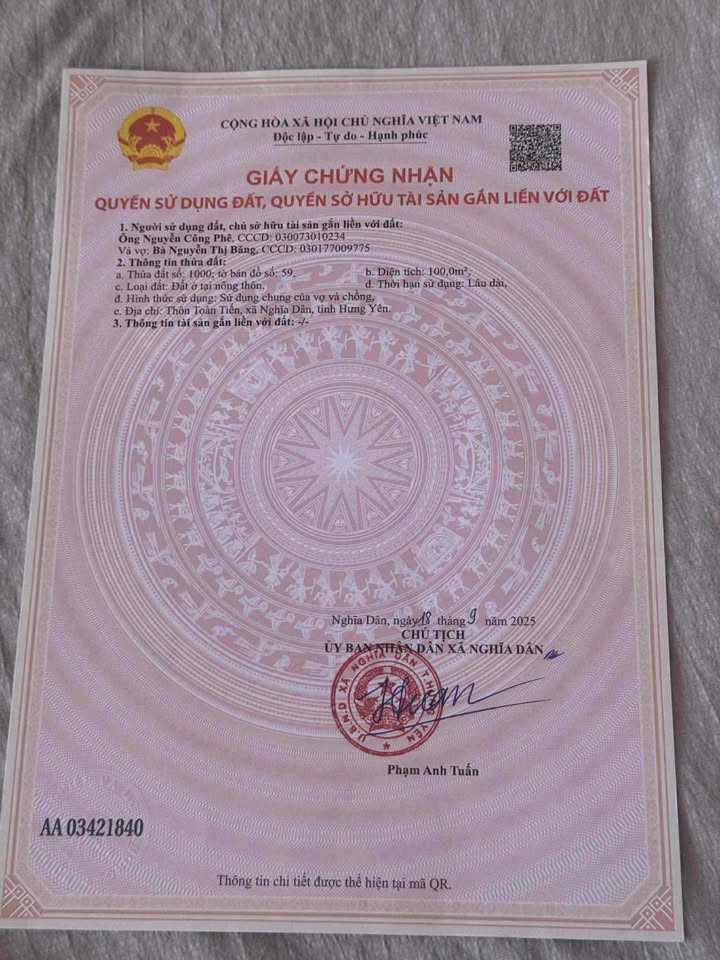 CỘNG HÒA XÃ HỘI CHỦ NGHĨA VIỆT NAM
Độc lập - Tự do - Hạnh phúc
GIẤY CHỨNG NHẬN
QUYỀN SỬ DỤNG ĐẤT, QUYỀN SỞ HỮU TÀI SẢN GẮN LIỀN VỚI ĐẤT
1. Người sử dụng đất, chủ sở hữu tài sản gắn liền với đất:
Ông Nguyễn Công Phê, CCCD: 030073010234
Và vợ: Bà Nguyễn Thị Băng, CCCD: 030177009775
2. Thông tin thửa đất:
a. Thửa đất số: 1000; tờ bản đồ số: 59, b. Diện tích: 100,0m²,
c. Loại đất: Đất ở tại nông thôn, d. Thời hạn sử dụng: Lâu dài,
đ. Hình thức sử dụng: Sử dụng chung của vợ và chồng,
e. Địa chỉ: Thôn Toàn Tiến, xã Nghĩa Dân, tỉnh Hưng Yên.
3. Thông tin tài sản gắn liền với đất: -/-
Nghĩa Dân, ngày 18 tháng 9 năm 2025
CHỦ TỊCH
ỦY BAN NHÂN DÂN XÃ NGHĨA DÂN
U.B.N.D XÃ NGHĨA DÂN
Phạm Anh Tuấn
AA 03421840
Thông tin chi tiết được thể hiện tại mã QR.